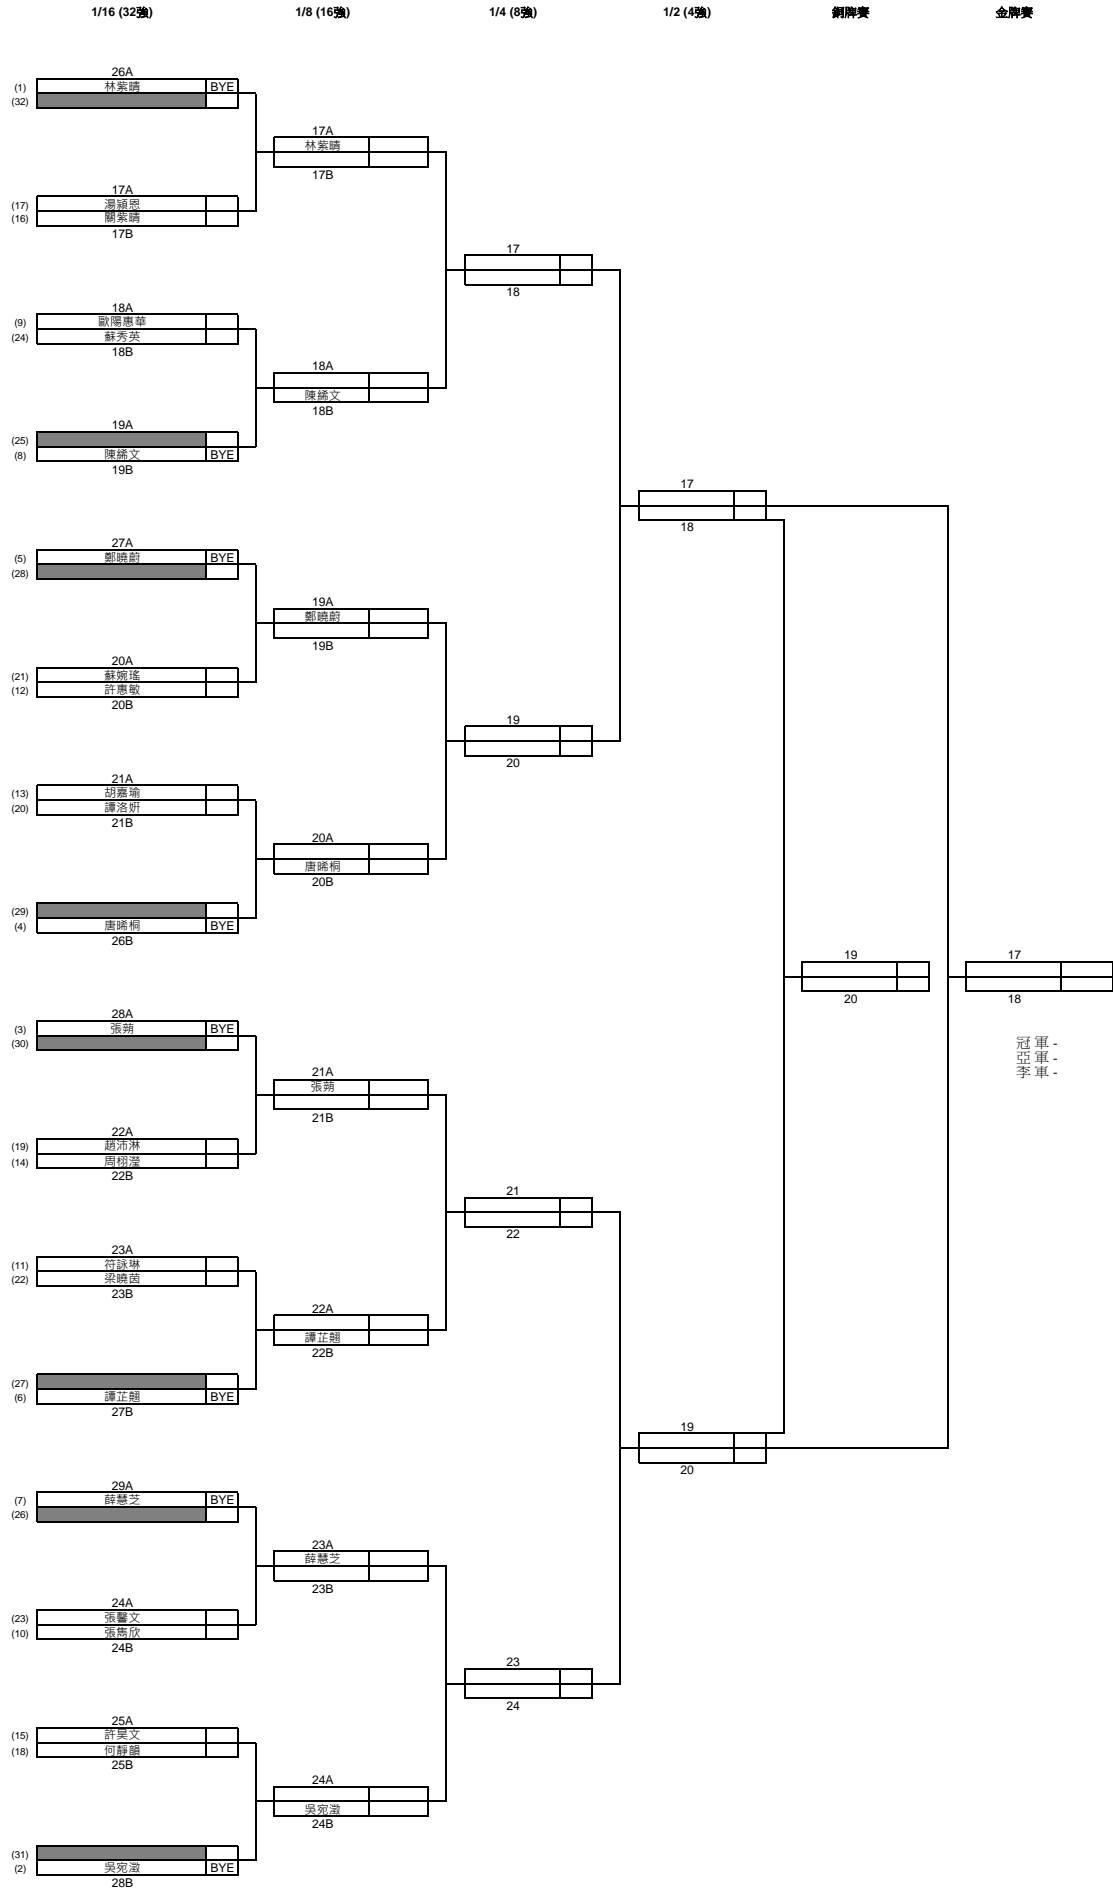 1/16 (32強) 1/8 (16強) 1/4 (8強) 1/2 (4強) 銅牌賽 金牌賽
26A
(1) 林紫晴 BYE
(32)
17A
林紫晴
17B
17A
(17) 湯潁恩
(16) 關紫晴
17B
17
18
18A
(9) 歐陽惠華
(24) 蘇秀英
18B
18A
陳絺文
18B
19A
(25)
(8) 陳絺文 BYE
19B
17
18
27A
(5) 鄭曉蔚 BYE
(28)
19A
鄭曉蔚
19B
20A
(21) 蘇婉瑤
(12) 許惠敏
20B
19
20
21A
(13) 胡嘉瑜
(20) 譚洛妍
21B
20A
唐晞桐
20B
(29)
(4) 唐晞桐 BYE
26B
19
20
17
18
冠軍 -
亞軍 -
季軍 -
28A
(3) 張蒴 BYE
(30)
21A
張蒴
21B
22A
(19) 趙沛淋
(14) 周栩瀅
22B
21
22
23A
(11) 符詠琳
(22) 梁曉茵
23B
22A
譚芷翹
22B
(27)
(6) 譚芷翹 BYE
27B
19
20
29A
(7) 薛慧芝 BYE
(26)
23A
薛慧芝
23B
24A
(23) 張馨文
(10) 張雋欣
24B
23
24
25A
(15) 許昊文
(18) 何靜韻
25B
24A
吳宛澂
24B
(31)
(2) 吳宛澂 BYE
28B